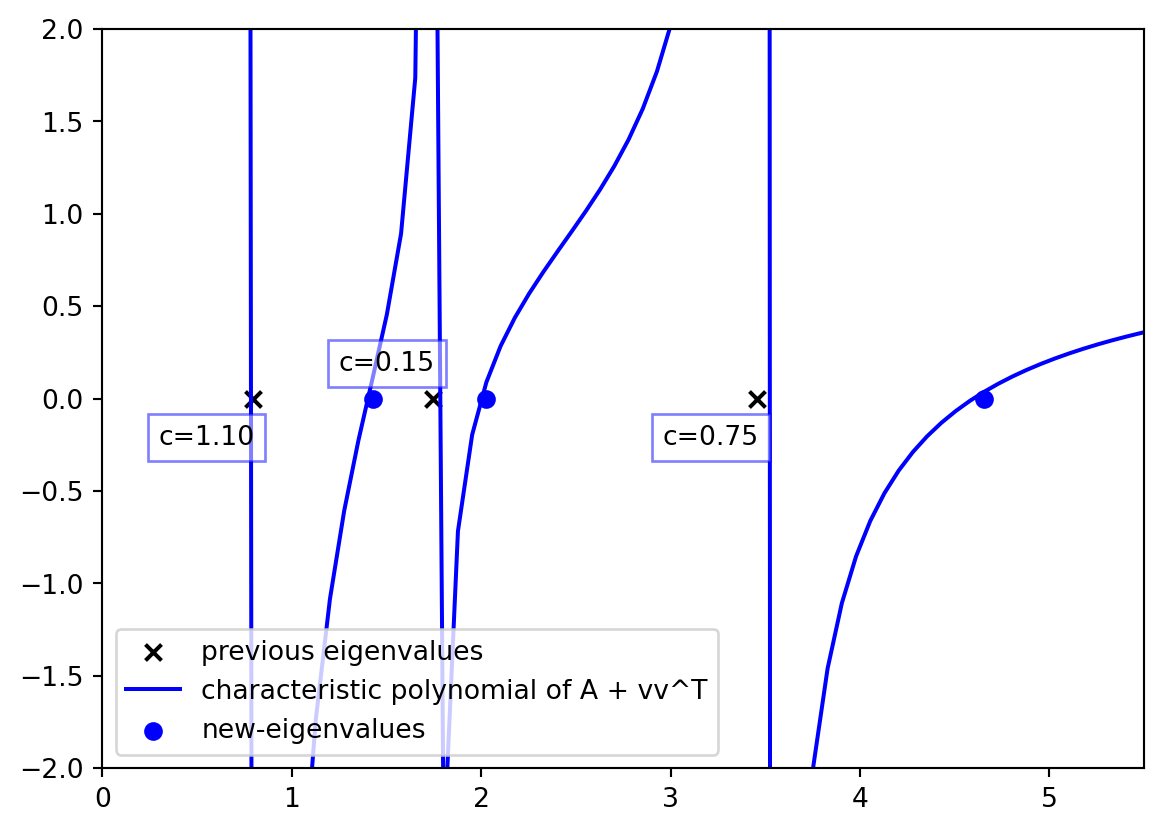 2.0
1.5
1.0
0.5
0.0
−0.5
−1.0
−1.5
−2.0
c=0.15
c=1.10
c=0.75
previous eigenvalues
characteristic polynomial of A + vv^T
new-eigenvalues
0 1 2 3 4 5